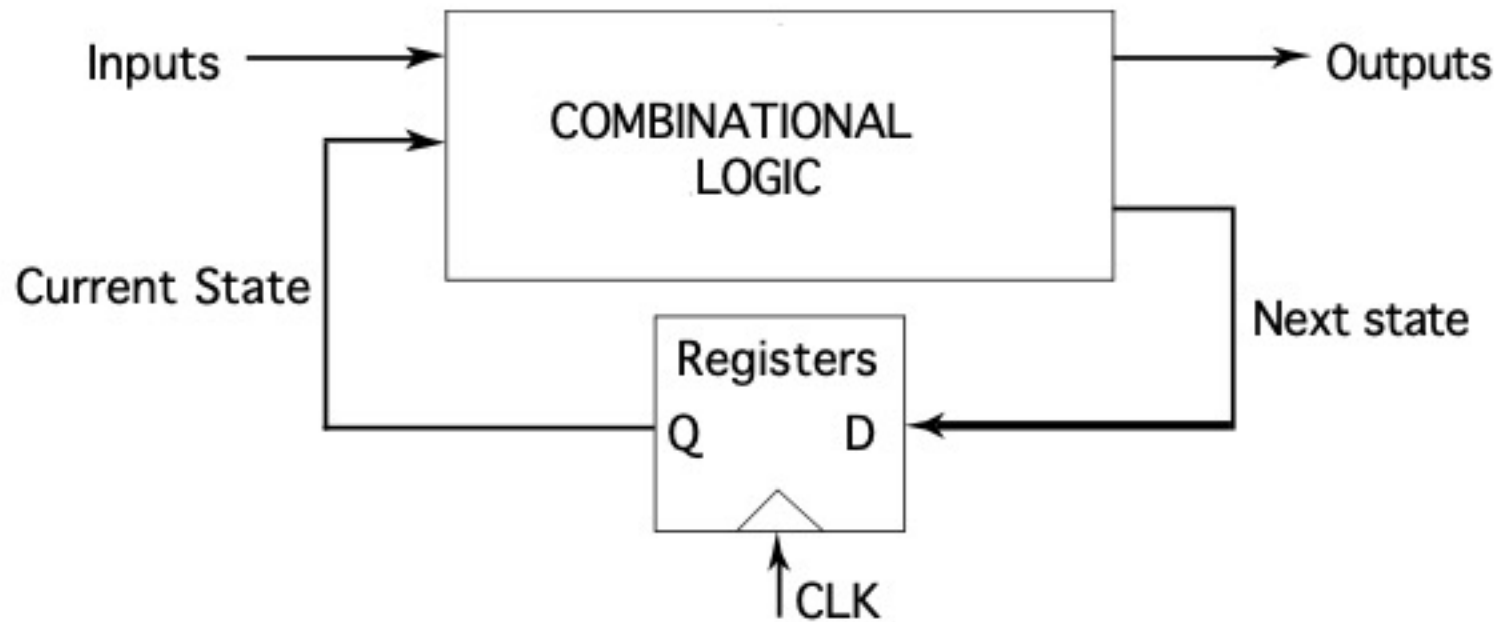 Inputs
Outputs
COMBINATIONAL
LOGIC
Current State
Next state
Registers
Q D
CLK